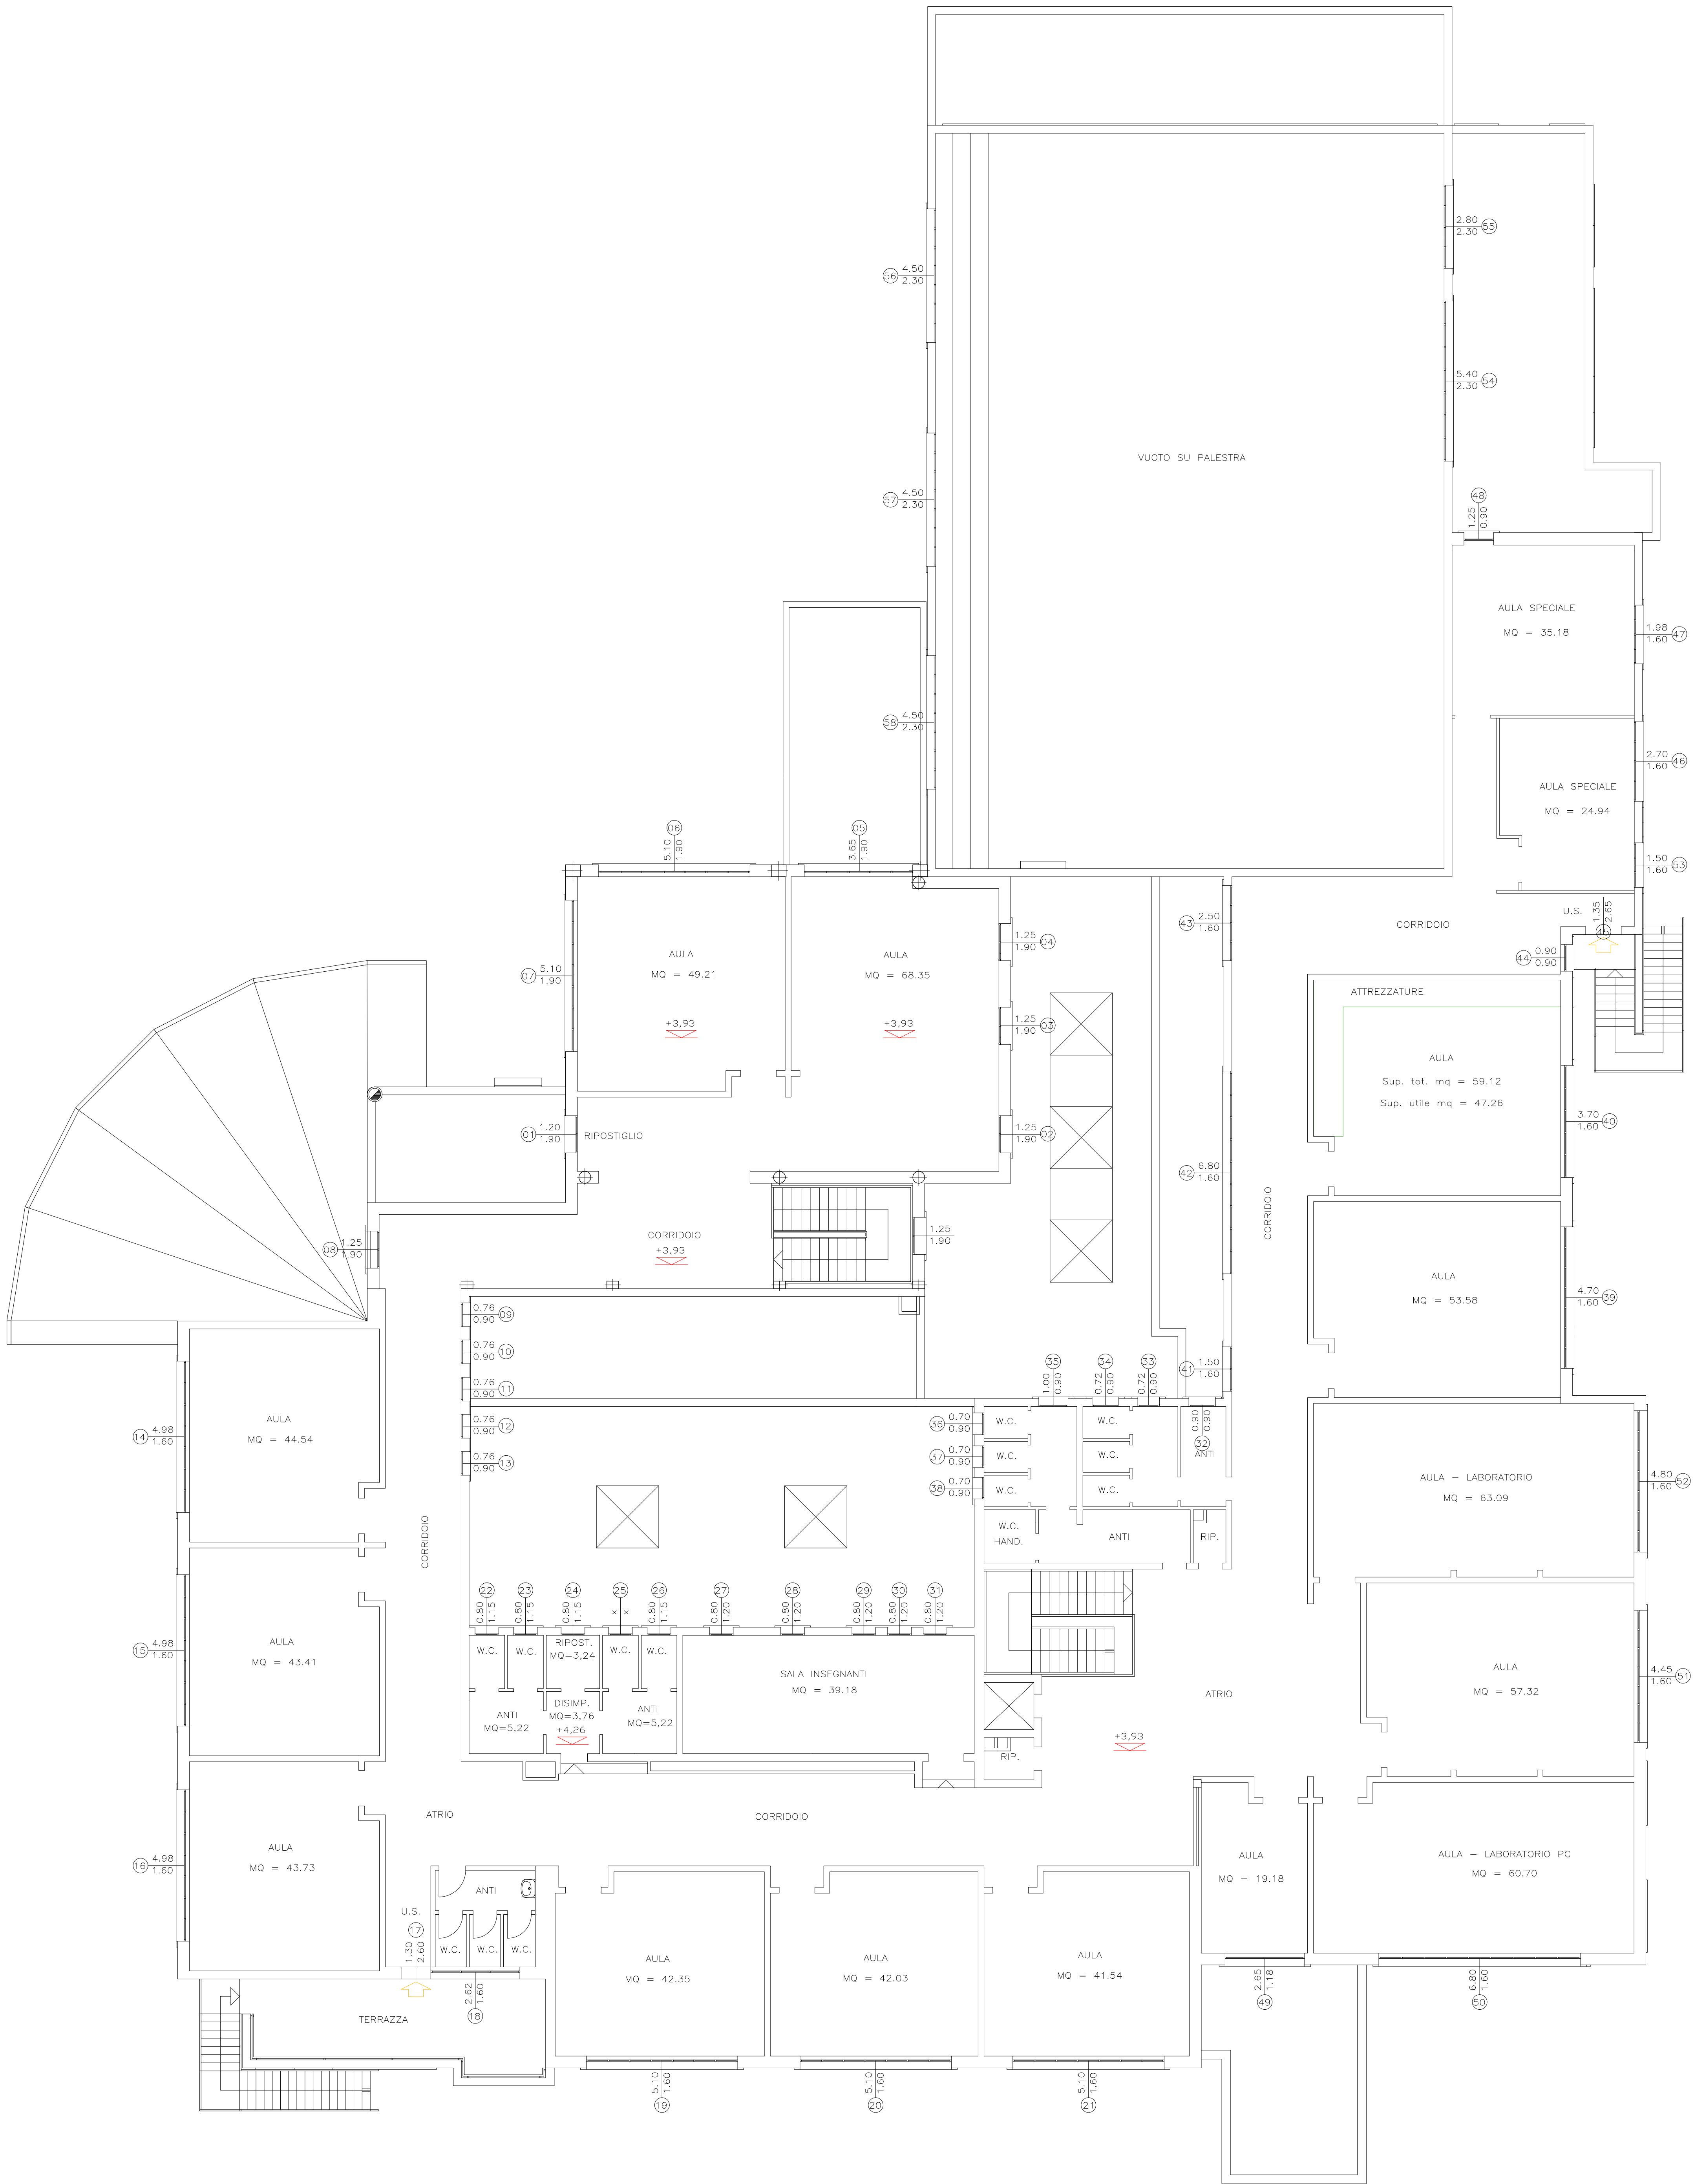 2.80
2.30
55
56
4.50
2.30
5.40
2.30
54
VUOTO SU PALESTRA
57
4.50
2.30
48
1.25
0.90
AULA SPECIALE
MQ = 35.18
1.98
1.60
47
58
4.50
2.30
2.70
1.60
46
AULA SPECIALE
MQ = 24.94
06
5.10
1.90
05
3.65
1.90
1.50
1.60
53
U.S.
1.35
2.65
45
CORRIDOIO
43
2.50
1.60
1.25
1.90
04
44
0.90
0.90
AULA
MQ = 49.21
AULA
MQ = 68.35
07
5.10
1.90
ATTREZZATURE
+3,93
+3,93
1.25
1.90
03
AULA
Sup. tot. mq = 59.12
Sup. utile mq = 47.26
3.70
1.60
40
01
1.20
1.90
RIPOSTIGLIO
1.25
1.90
02
42
6.80
1.60
CORRIDOIO
08
1.25
1.90
CORRIDOIO
+3,93
1.25
1.90
AULA
MQ = 53.58
4.70
1.60
39
0.76
0.90
09
0.76
0.90
10
0.76
0.90
11
0.76
0.90
12
0.76
0.90
13
35
1.00
0.90
34
0.72
0.90
33
0.72
0.90
41
1.50
1.60
14
4.98
1.60
AULA
MQ = 44.54
36
0.70
0.90
37
0.70
0.90
38
0.70
0.90
W.C.
W.C.
W.C.
W.C.
W.C.
W.C.
0.90
0.90
32
ANTI
AULA – LABORATORIO
MQ = 63.09
4.80
1.60
52
CORRIDOIO
W.C.
HAND.
ANTI
RIP.
22
0.80
1.15
23
0.80
1.15
24
0.80
1.15
25
x
x
26
0.80
1.15
27
0.80
1.20
28
0.80
1.20
29
0.80
1.20
30
0.80
1.20
31
0.80
1.20
15
4.98
1.60
AULA
MQ = 43.41
W.C.
W.C.
RIPOST.
MQ=3,24
W.C.
W.C.
SALA INSEGNANTI
MQ = 39.18
ATRIO
AULA
MQ = 57.32
4.45
1.60
51
ANTI
MQ=5,22
DISIMP.
MQ=3,76
+4,26
ANTI
MQ=5,22
+3,93
RIP.
ATRIO
CORRIDOIO
16
4.98
1.60
AULA
MQ = 43.73
AULA
MQ = 19.18
AULA – LABORATORIO PC
MQ = 60.70
ANTI
U.S.
17
1.30
2.60
W.C.
W.C.
W.C.
AULA
MQ = 42.35
AULA
MQ = 42.03
AULA
MQ = 41.54
2.62
1.60
18
TERRAZZA
2.65
1.18
49
6.80
1.60
50
5.10
1.60
19
5.10
1.60
20
5.10
1.60
21